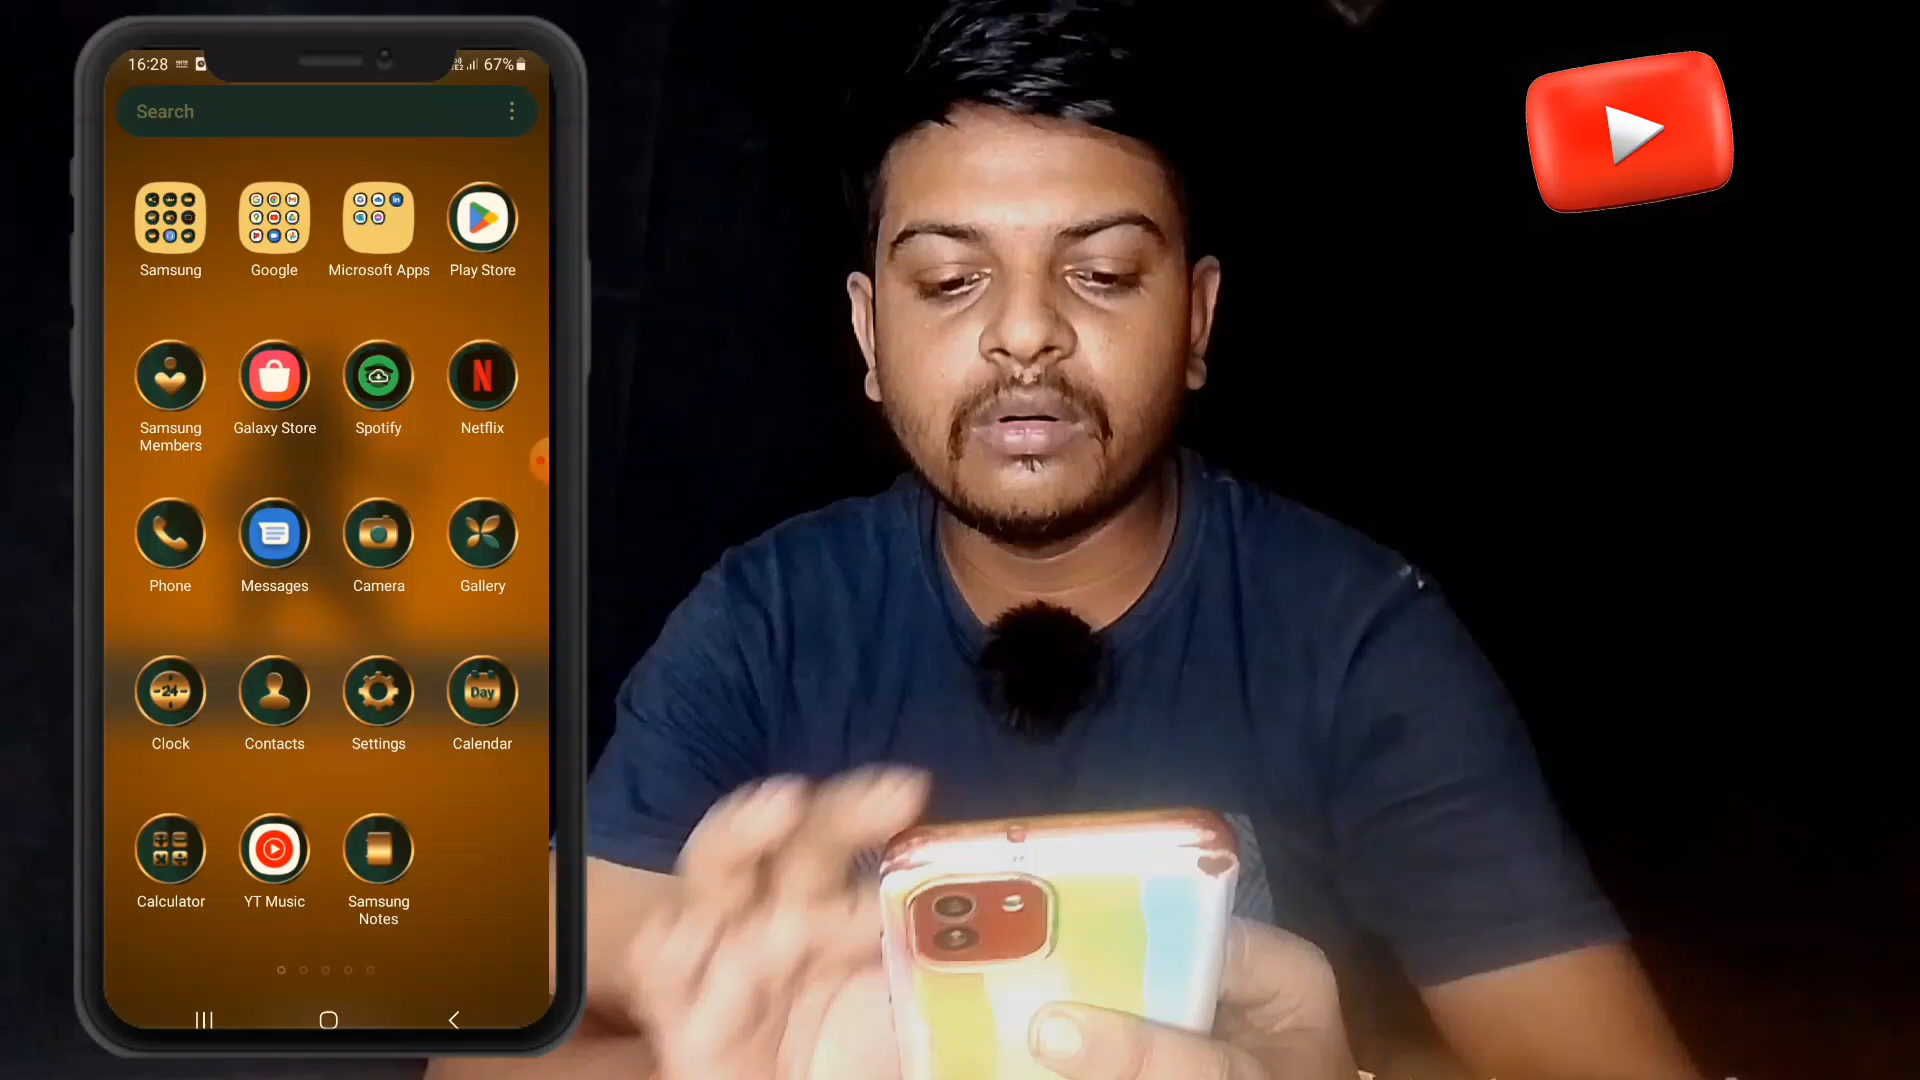 16:28
67%
Search
Samsung
Google
Microsoft Apps
Play Store
Samsung
Members
Galaxy Store
Spotify
Netflix
N
Phone
Messages
Camera
Gallery
24
Day
Clock
Contacts
Settings
Calendar
Calculator
YT Music
Samsung
Notes